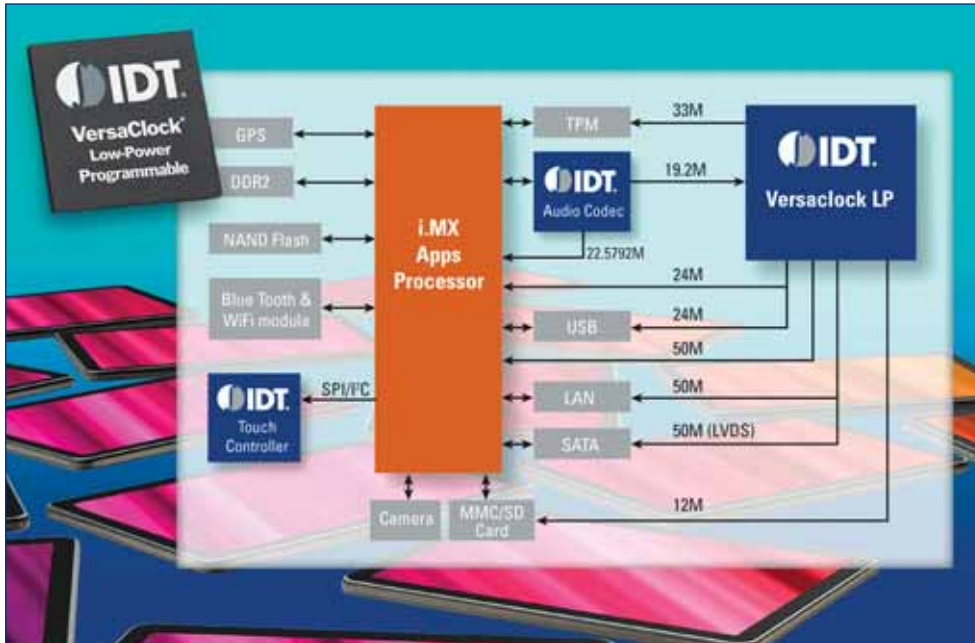 IDT.
VersaClock®
Low-Power
Programmable
GPS
DDR2
NAND Flash
Blue Tooth &
WiFi module
IDT.
Touch
Controller
SPI/I²C
i.MX
Apps
Processor
Camera
MMC/SD
Card
TPM
IDT.
Audio Codec
USB
LAN
SATA
33M
19.2M
22.5792M
24M
24M
50M
50M
50M (LVDS)
12M
IDT.
Versaclock LP